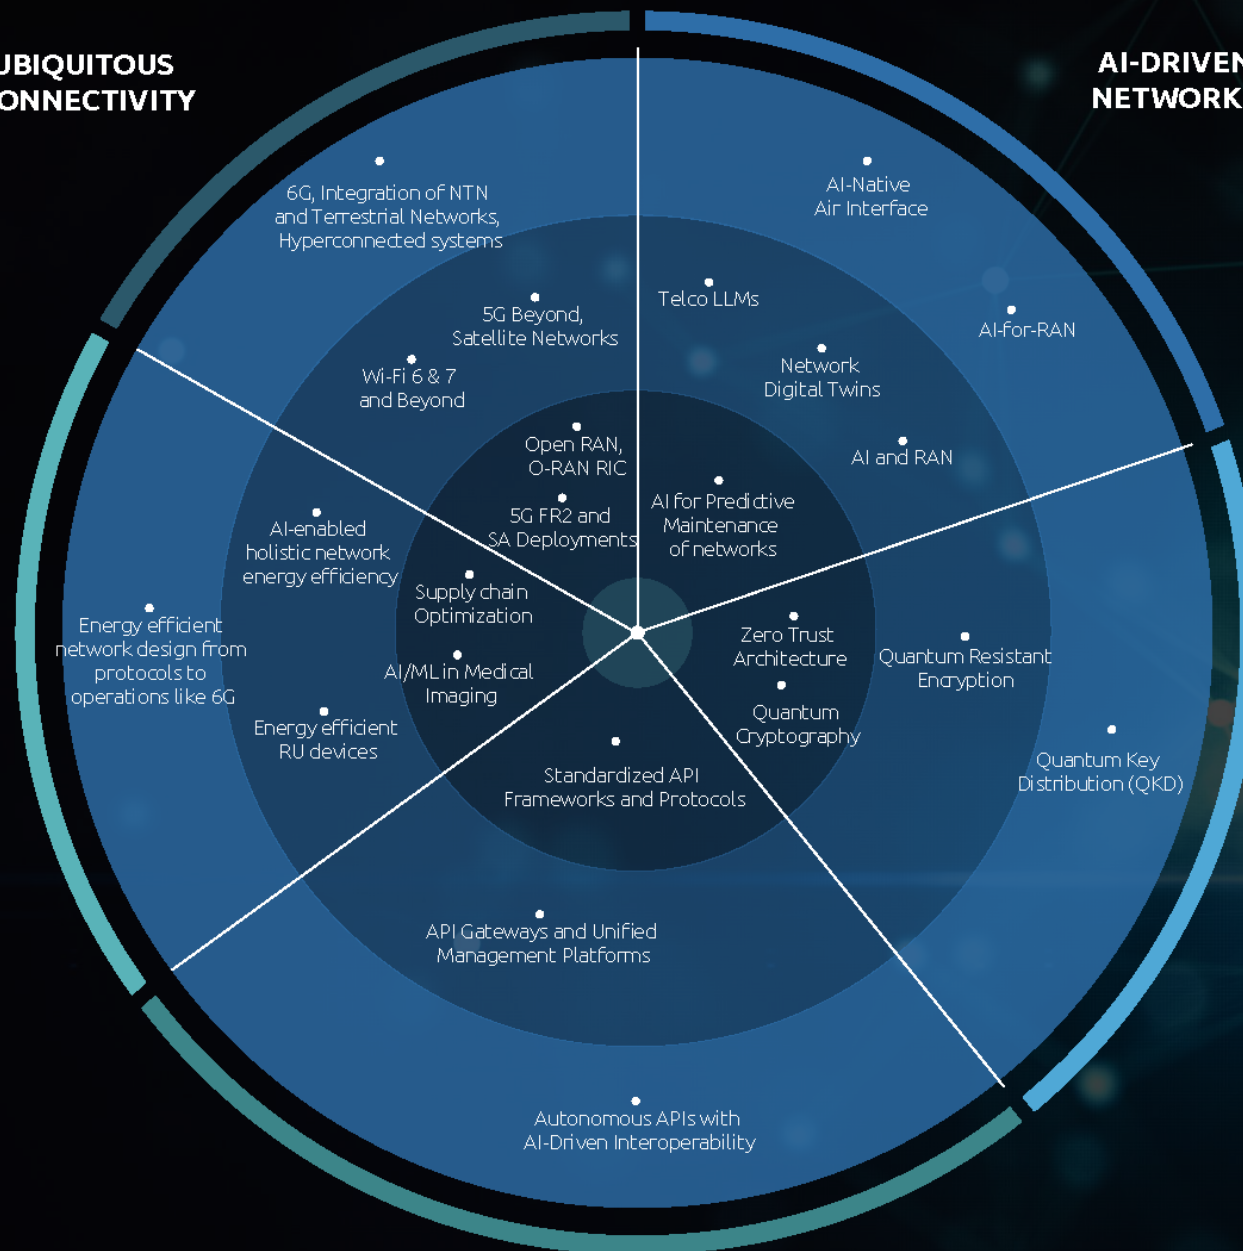 UBIQUITOUS
ONNECTIVITY
AI-DRIVEN
NETWORK
6G, Integration of NTN
and Terrestrial Networks,
Hyperconnected systems
5G Beyond,
Satellite Networks
Wi-Fi 6 & 7
and Beyond
Open RAN,
O-RAN RIC
5G FR2 and
SA Deployments
AI-Native
Air Interface
AI-for-RAN
Telco LLMs
Network
Digital Twins
AI and RAN
AI for Predictive
Maintenance
of networks
Zero Trust
Architecture
Quantum
Cryptography
Quantum Resistant
Encryption
Quantum Key
Distribution (QKD)
Standardized API
Frameworks and Protocols
API Gateways and Unified
Management Platforms
Autonomous APIs with
AI-Driven Interoperability
Supply chain
Optimization
AI/ML in Medical
Imaging
AI-enabled
holistic network
energy efficiency
Energy efficient
RU devices
Energy efficient
network design from
protocols to
operations like 6G